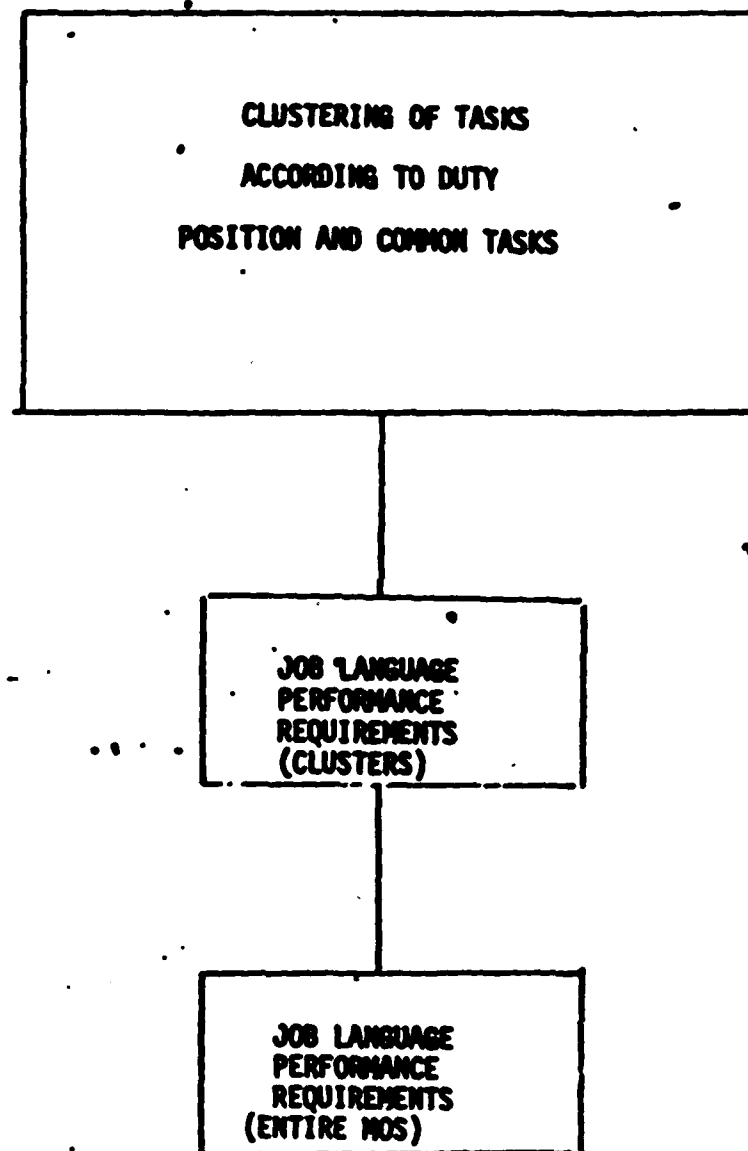 CLUSTERING OF TASKS
ACCORDING TO DUTY
POSITION AND COMMON TASKS
JOB LANGUAGE
PERFORMANCE
REQUIREMENTS
(CLUSTERS)
JOB LANGUAGE
PERFORMANCE
REQUIREMENTS
(ENTIRE MOS)